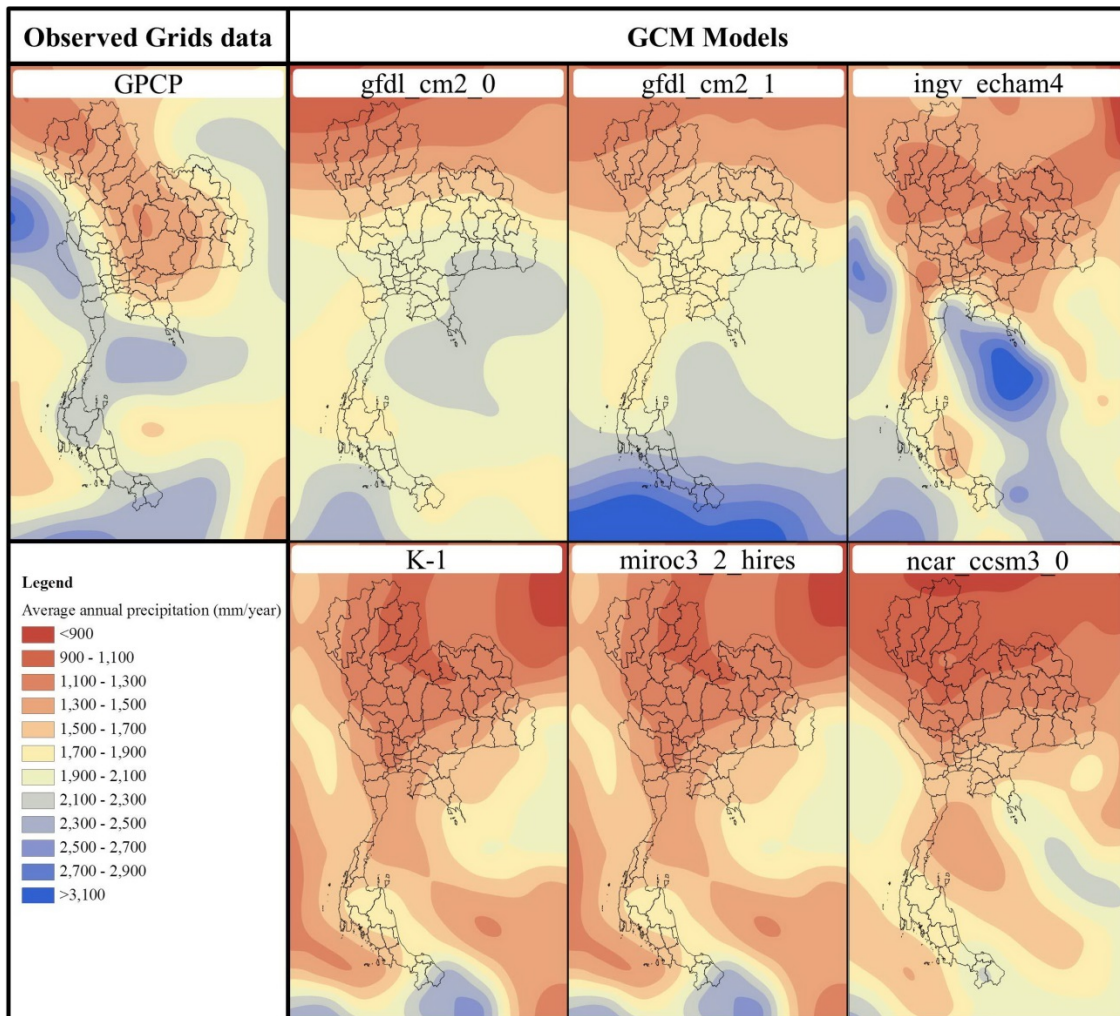 Observed Grids data
GCM Models
GPCP
gfdl_cm2_0
gfdl_cm2_1
ingv_echam4
Legend
Average annual precipitation (mm/year)
<900
900 - 1,100
1,100 - 1,300
1,300 - 1,500
1,500 - 1,700
1,700 - 1,900
1,900 - 2,100
2,100 - 2,300
2,300 - 2,500
2,500 - 2,700
2,700 - 2,900
>3,100
K-1
miroc3_2_hires
ncar_ccsm3_0